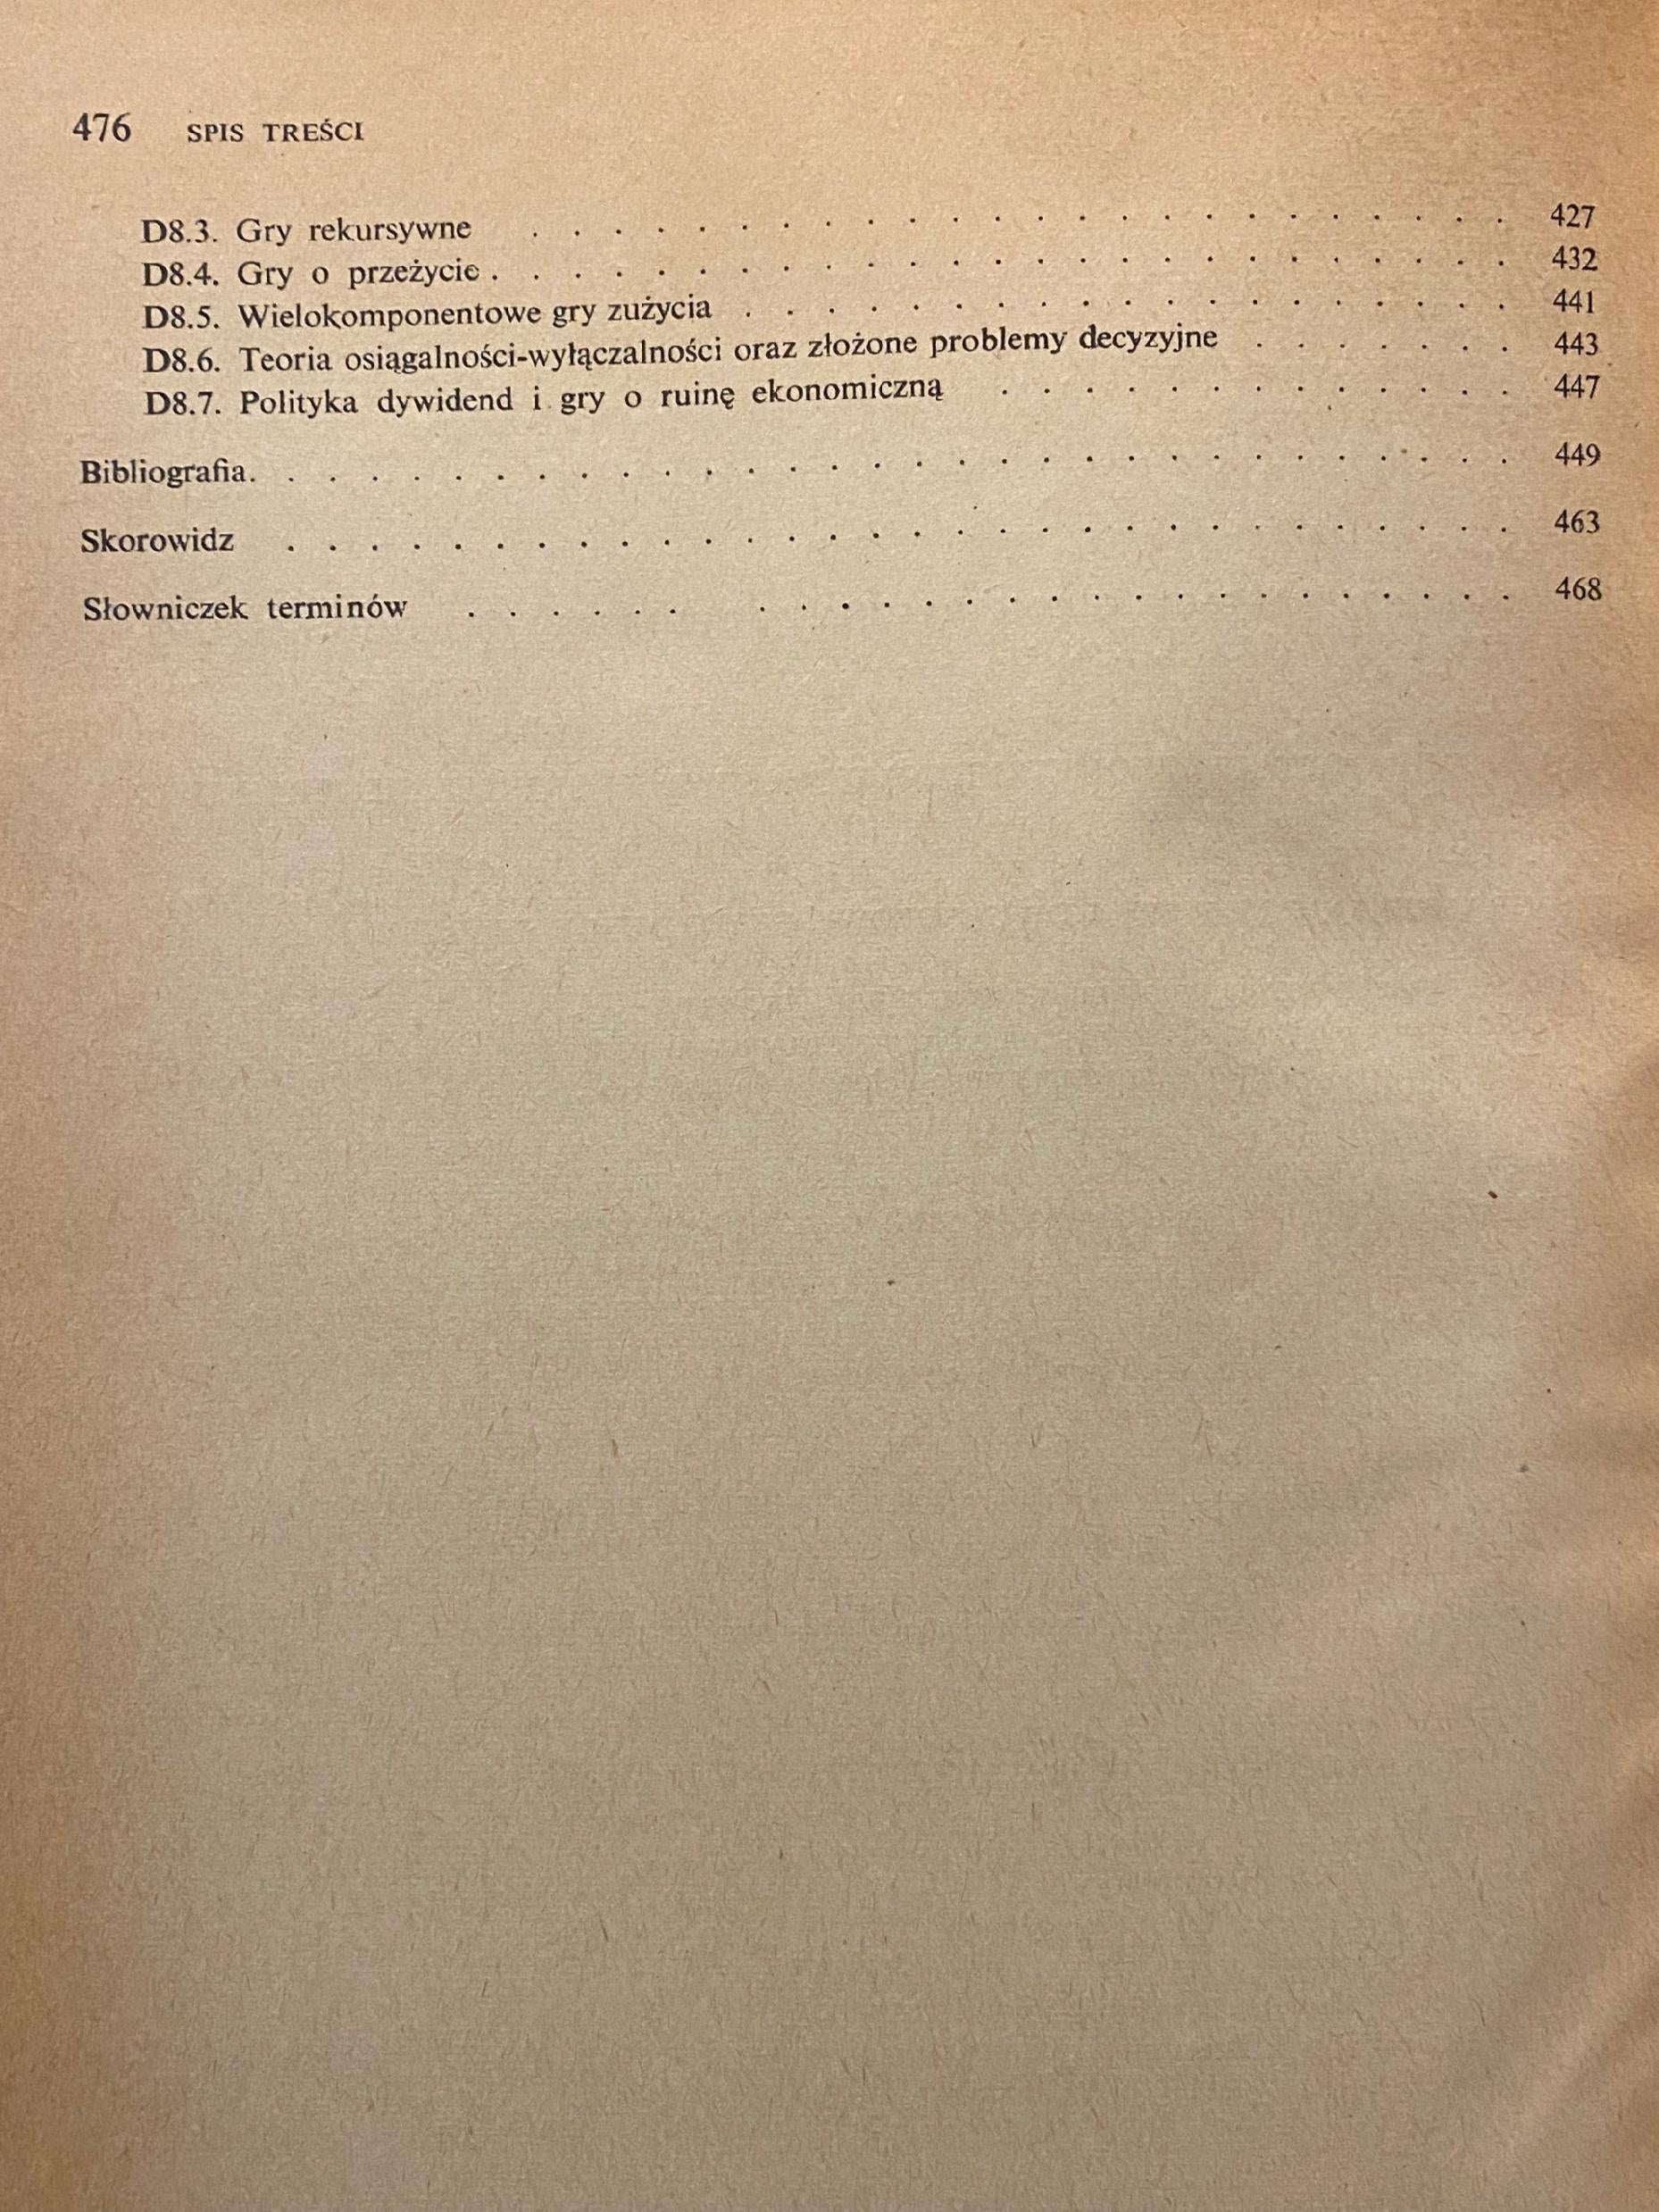 476 SPIS TREŚCI
D8.3. Gry rekursywne . . . . . . . . . . . . . . . . . . . . . . . . 427
D8.4. Gry o przeżycie . . . . . . . . . . . . . . . . . . . . . . . . . 432
D8.5. Wielokomponentowe gry zużycia . . . . . . . . . . . . . . . . . . . 441
D8.6. Teoria osiągalności-wyłączalności oraz złożone problemy decyzyjne . . . . . . . 443
D8.7. Polityka dywidend i gry o ruinę ekonomiczną . . . . . . . . . . . . . 447
Bibliografia. . . . . . . . . . . . . . . . . . . . . . . . . . . . . . . 449
Skorowidz . . . . . . . . . . . . . . . . . . . . . . . . . . . . . . 463
Słowniczek terminów . . . . . . . . . . . . . . . . . . . . . . . . . 468